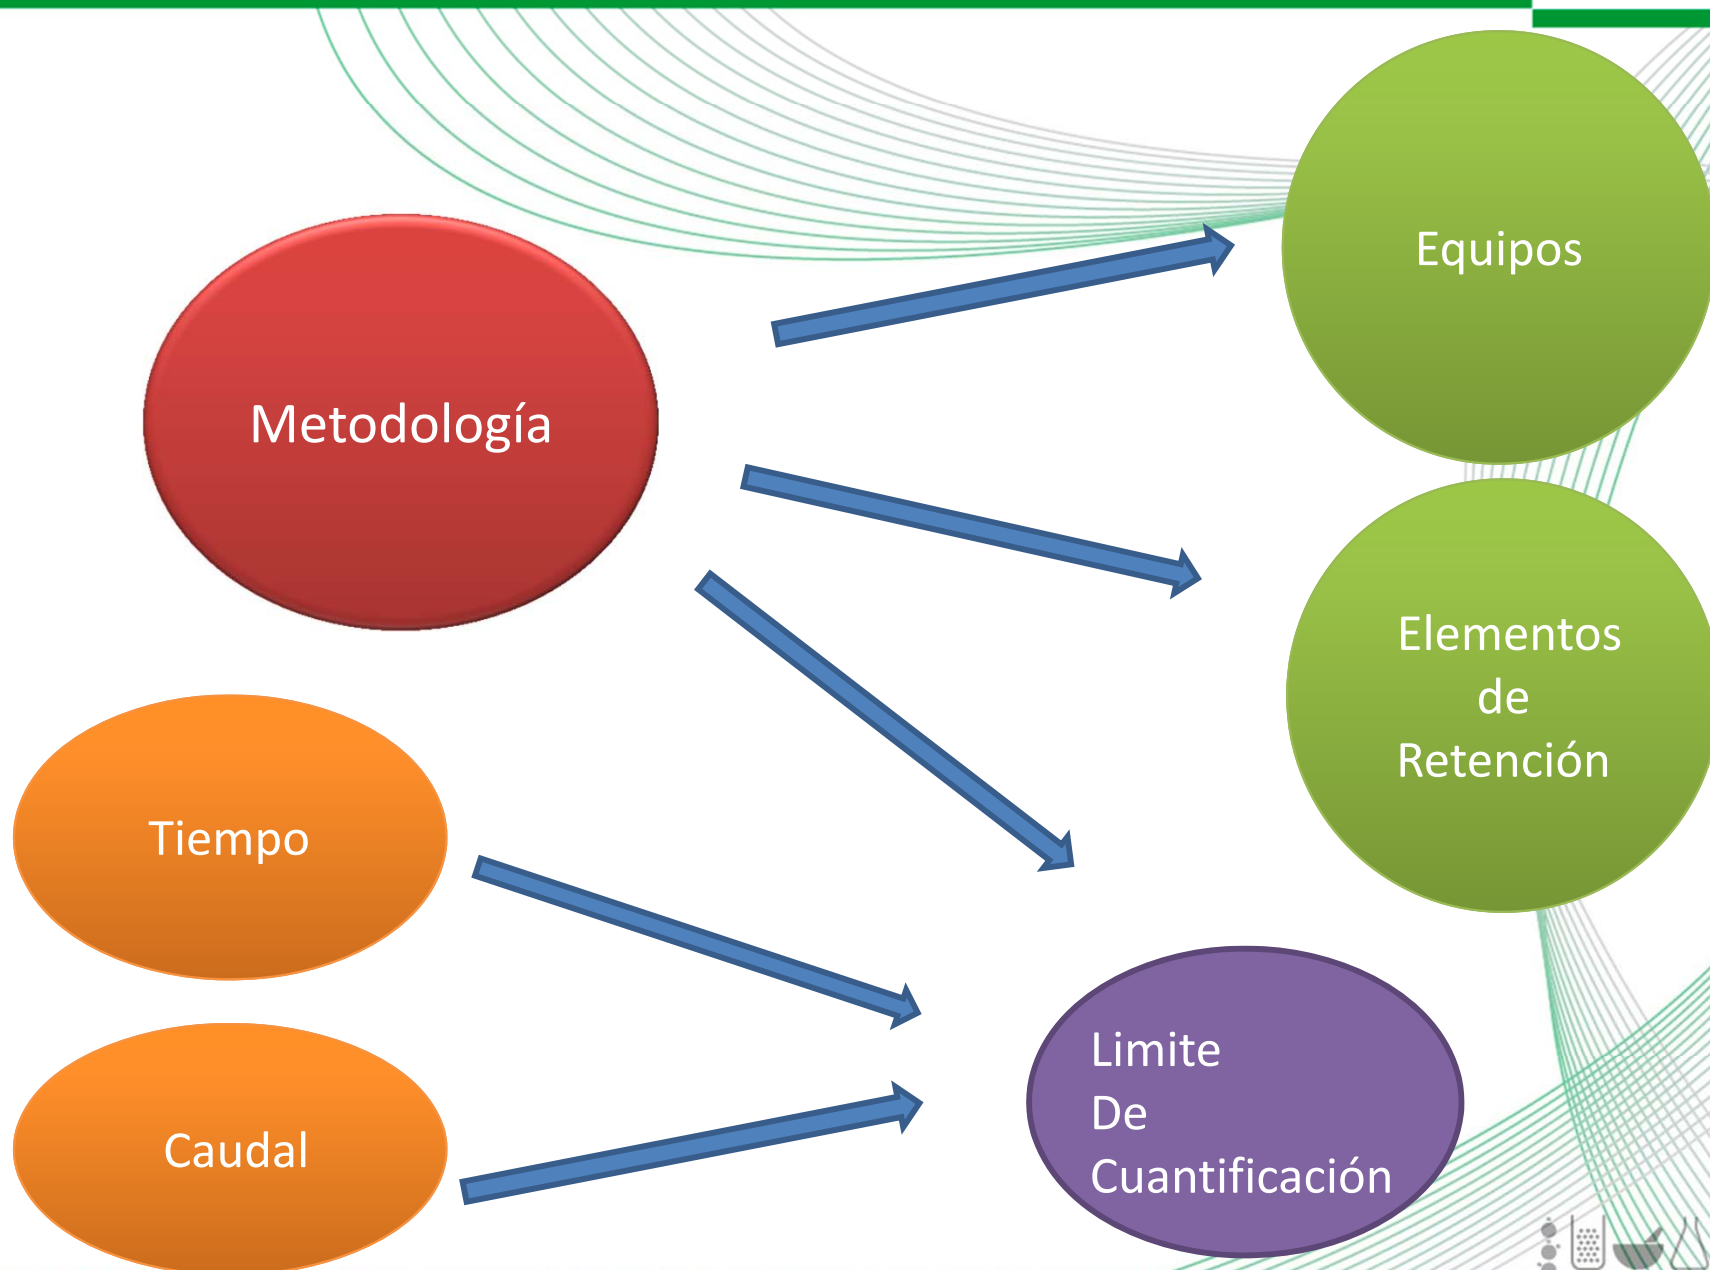 Equipos
Metodología
Elementos
de
Retención
Tiempo
Limite
De
Cuantificación
Caudal